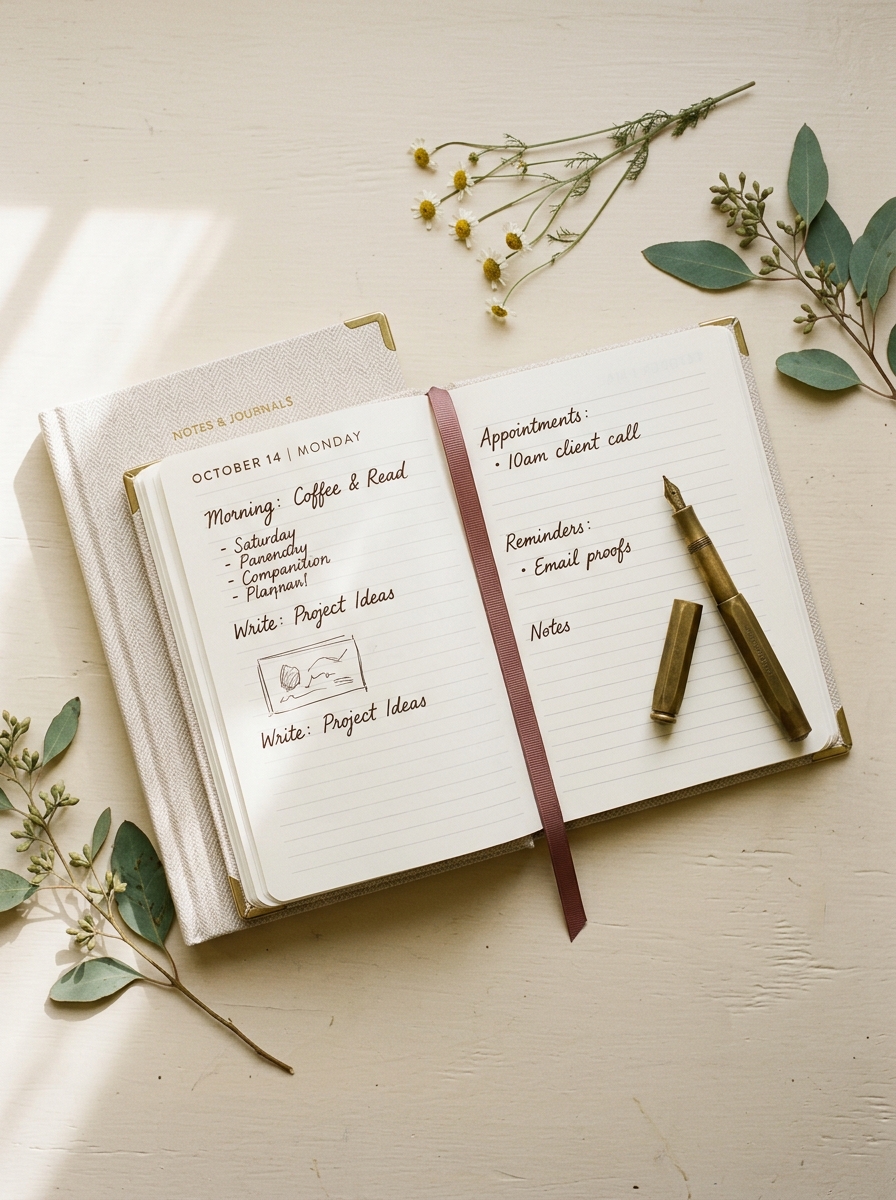 NOTES & JOURNALS
OCTOBER 14 | MONDAY
Morning: Coffee & Read
- Saturday
- Panendry
- Companition
- Plannan!
Write: Project Ideas
Write: Project Ideas
Appointments:
• 10am client call
Reminders:
• Email proofs
Notes